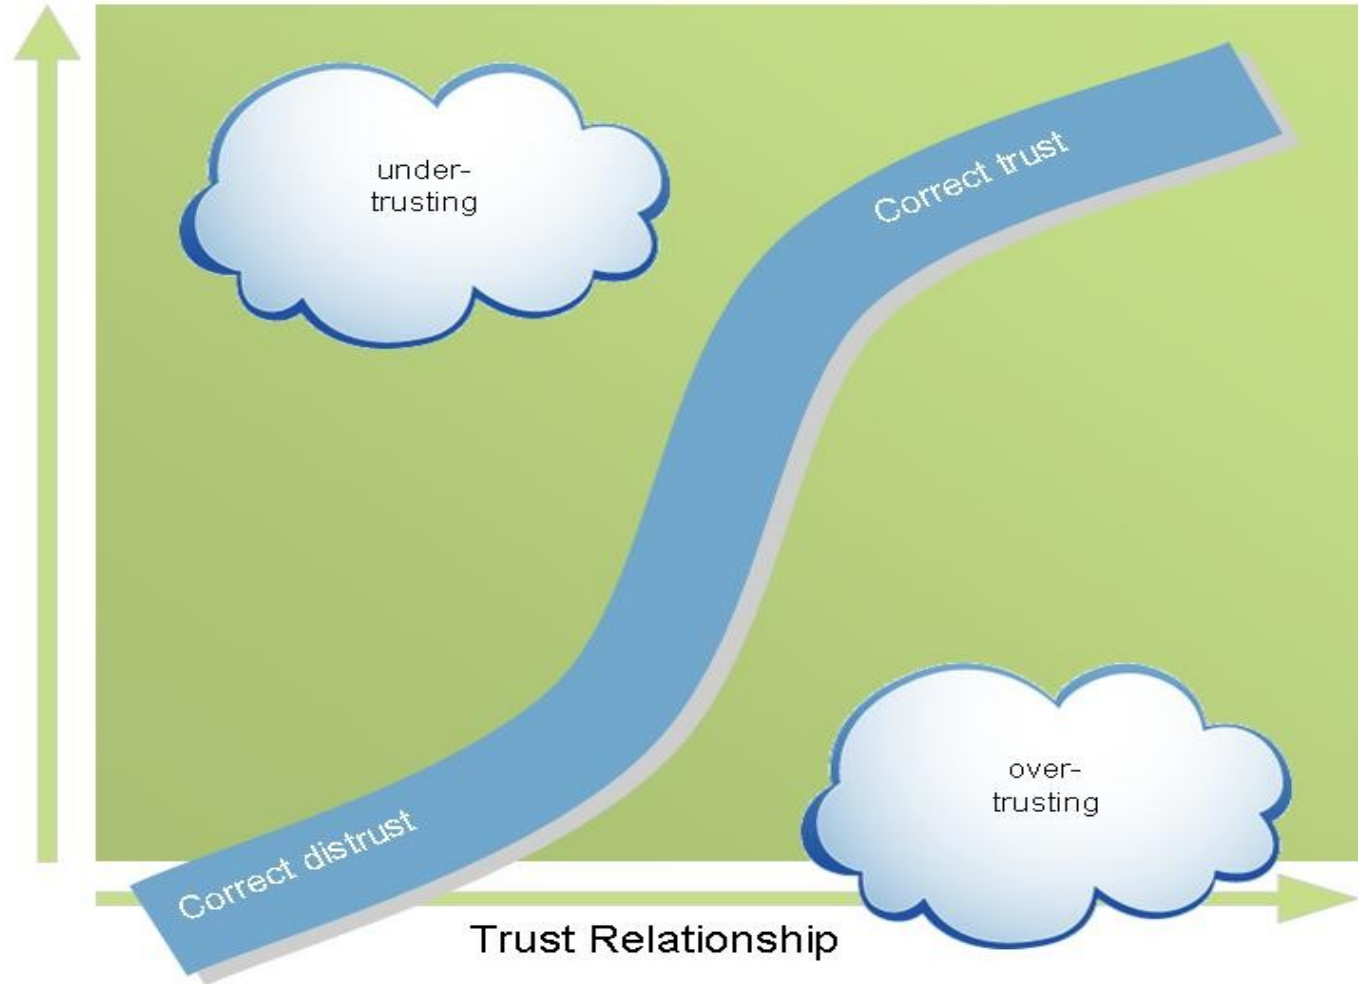 under-
trusting
Correct trust
over-
trusting
Correct distrust
Trust Relationship